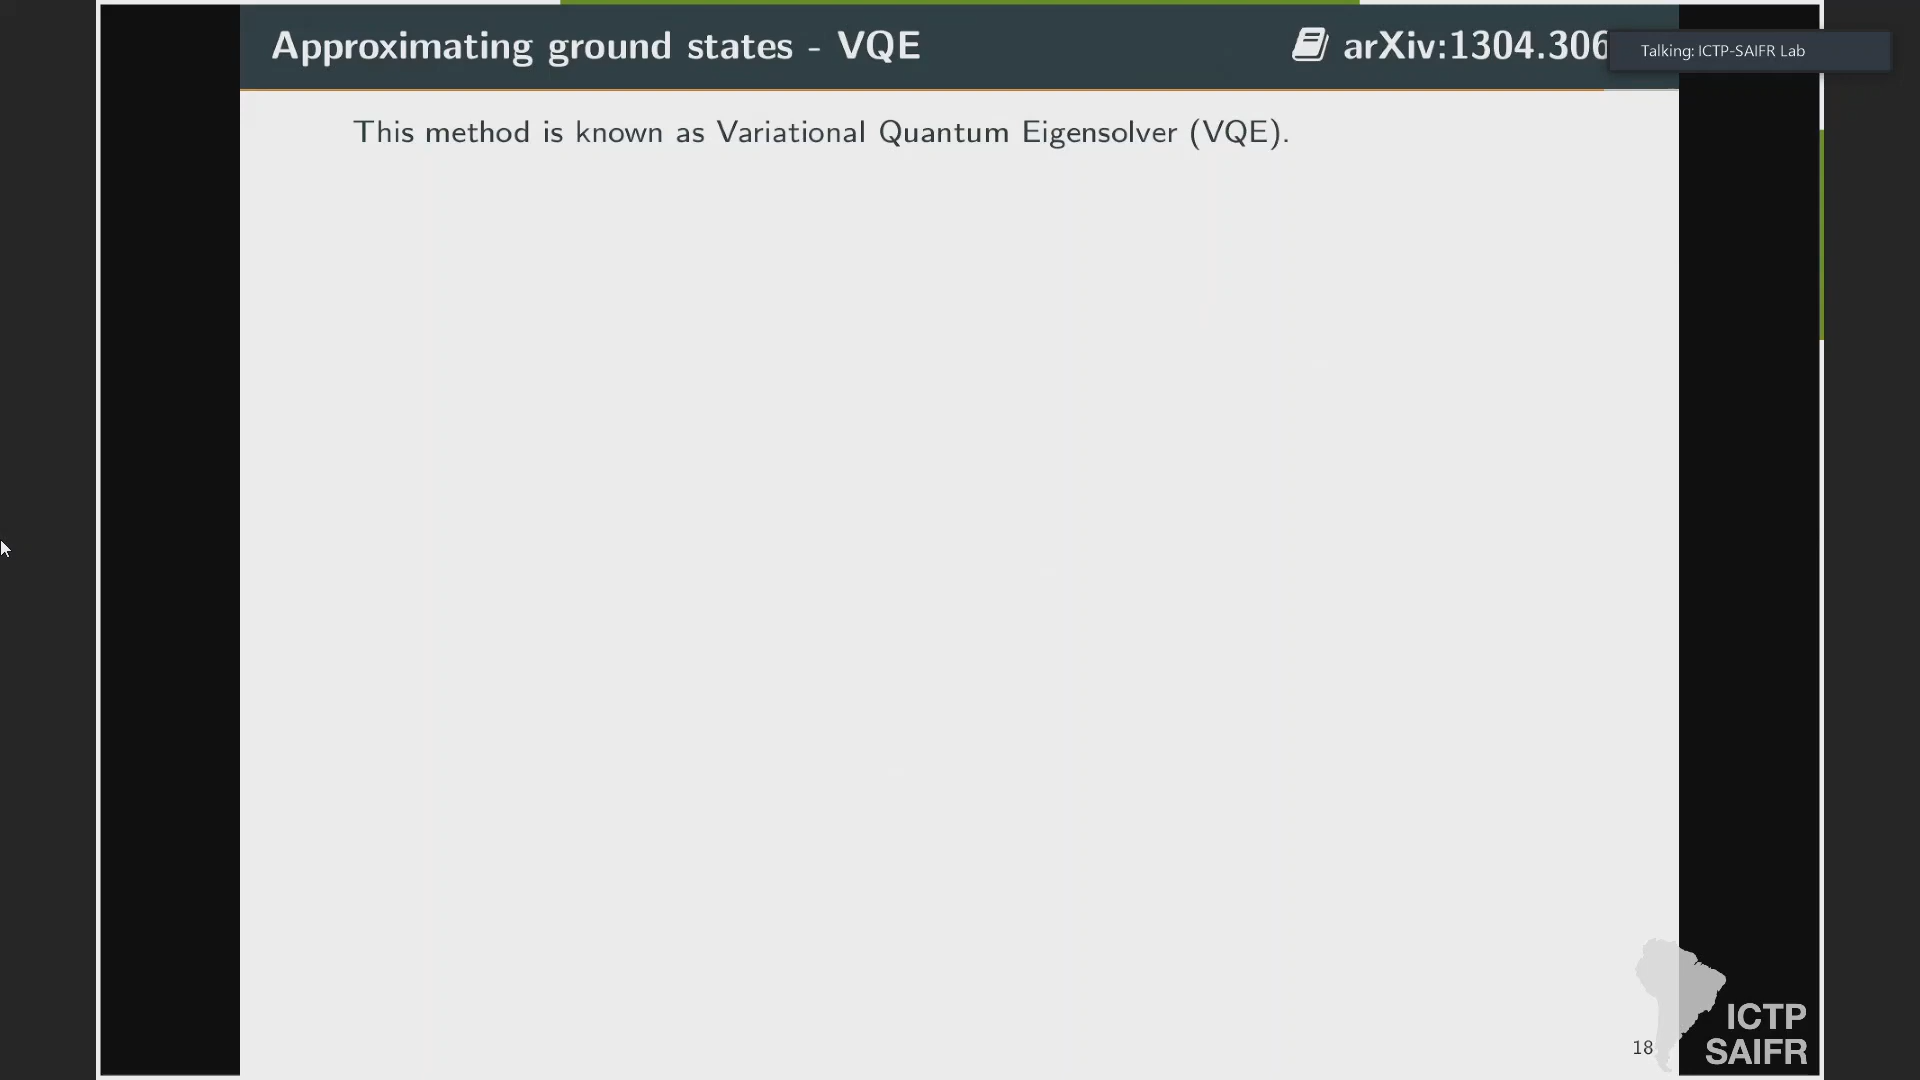 Approximating ground states - VQE
arXiv:1304.306
Talking: ICTP-SAIFR Lab
This method is known as Variational Quantum Eigensolver (VQE).
18
ICTP
SAIFR